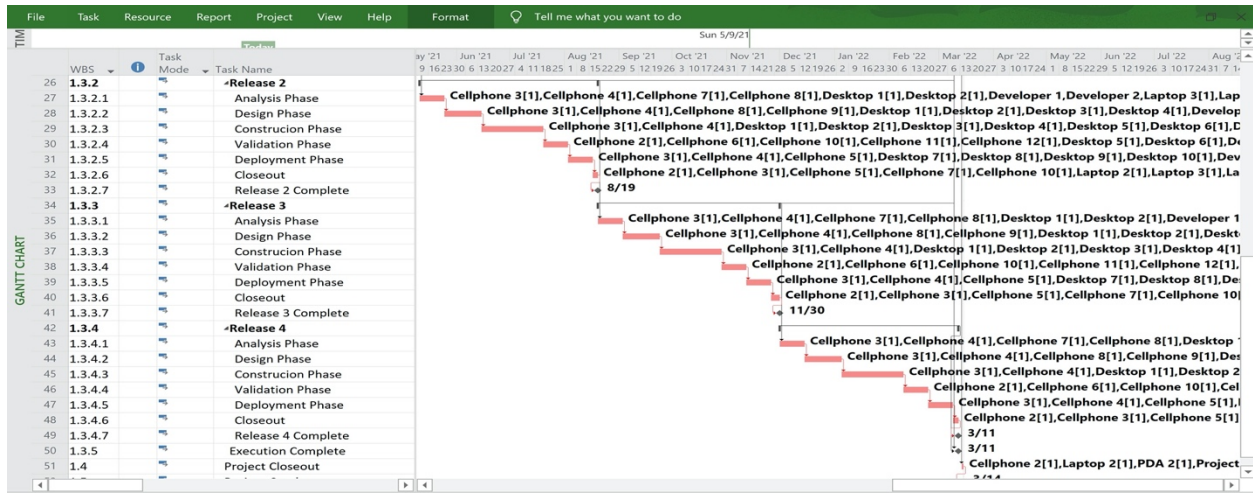 File Task Resource Report Project View Help Format Tell me what you want to do
TIM
Sun 5/9/21
Today
ay '21 Jun '21 Jul '21 Aug '21 Sep '21 Oct '21 Nov '21 Dec '21 Jan '22 Feb '22 Mar '22 Apr '22 May '22 Jun '22 Jul '22 Aug '2
WBS Task Mode Task Name
GANTT CHART
26 1.3.2 Release 2
27 1.3.2.1 Analysis Phase Cellphone 3[1],Cellphone 4[1],Cellphone 7[1],Cellphone 8[1],Desktop 1[1],Desktop 2[1],Developer 1,Developer 2,Laptop 3[1],Lap
28 1.3.2.2 Design Phase Cellphone 3[1],Cellphone 4[1],Cellphone 8[1],Cellphone 9[1],Desktop 1[1],Desktop 2[1],Desktop 3[1],Desktop 4[1],Develop
29 1.3.2.3 Construcion Phase Cellphone 3[1],Cellphone 4[1],Desktop 1[1],Desktop 2[1],Desktop 3[1],Desktop 4[1],Desktop 5[1],Desktop 6[1],D
30 1.3.2.4 Validation Phase Cellphone 2[1],Cellphone 6[1],Cellphone 10[1],Cellphone 11[1],Cellphone 12[1],Desktop 5[1],Desktop 6[1],De
31 1.3.2.5 Deployment Phase Cellphone 3[1],Cellphone 4[1],Cellphone 5[1],Desktop 7[1],Desktop 8[1],Desktop 9[1],Desktop 10[1],Dev
32 1.3.2.6 Closeout Cellphone 2[1],Cellphone 3[1],Cellphone 5[1],Cellphone 7[1],Cellphone 10[1],Laptop 2[1],Laptop 3[1],La
33 1.3.2.7 Release 2 Complete 8/19
34 1.3.3 Release 3
35 1.3.3.1 Analysis Phase Cellphone 3[1],Cellphone 4[1],Cellphone 7[1],Cellphone 8[1],Desktop 1[1],Desktop 2[1],Developer 1
36 1.3.3.2 Design Phase Cellphone 3[1],Cellphone 4[1],Cellphone 8[1],Cellphone 9[1],Desktop 1[1],Desktop 2[1],Deskt
37 1.3.3.3 Construcion Phase Cellphone 3[1],Cellphone 4[1],Desktop 1[1],Desktop 2[1],Desktop 3[1],Desktop 4[1]
38 1.3.3.4 Validation Phase Cellphone 2[1],Cellphone 6[1],Cellphone 10[1],Cellphone 11[1],Cellphone 12[1],
39 1.3.3.5 Deployment Phase Cellphone 3[1],Cellphone 4[1],Cellphone 5[1],Desktop 7[1],Desktop 8[1],Des
40 1.3.3.6 Closeout Cellphone 2[1],Cellphone 3[1],Cellphone 5[1],Cellphone 7[1],Cellphone 10[
41 1.3.3.7 Release 3 Complete 11/30
42 1.3.4 Release 4
43 1.3.4.1 Analysis Phase Cellphone 3[1],Cellphone 4[1],Cellphone 7[1],Cellphone 8[1],Desktop 1
44 1.3.4.2 Design Phase Cellphone 3[1],Cellphone 4[1],Cellphone 8[1],Cellphone 9[1],Des
45 1.3.4.3 Construcion Phase Cellphone 3[1],Cellphone 4[1],Desktop 1[1],Desktop 2
46 1.3.4.4 Validation Phase Cellphone 2[1],Cellphone 6[1],Cellphone 10[1],Cel
47 1.3.4.5 Deployment Phase Cellphone 3[1],Cellphone 4[1],Cellphone 5[1],
48 1.3.4.6 Closeout Cellphone 2[1],Cellphone 3[1],Cellphone 5[1]
49 1.3.4.7 Release 4 Complete 3/11
50 1.3.5 Execution Complete 3/11
51 1.4 Project Closeout Cellphone 2[1],Laptop 2[1],PDA 2[1],Project
3/14